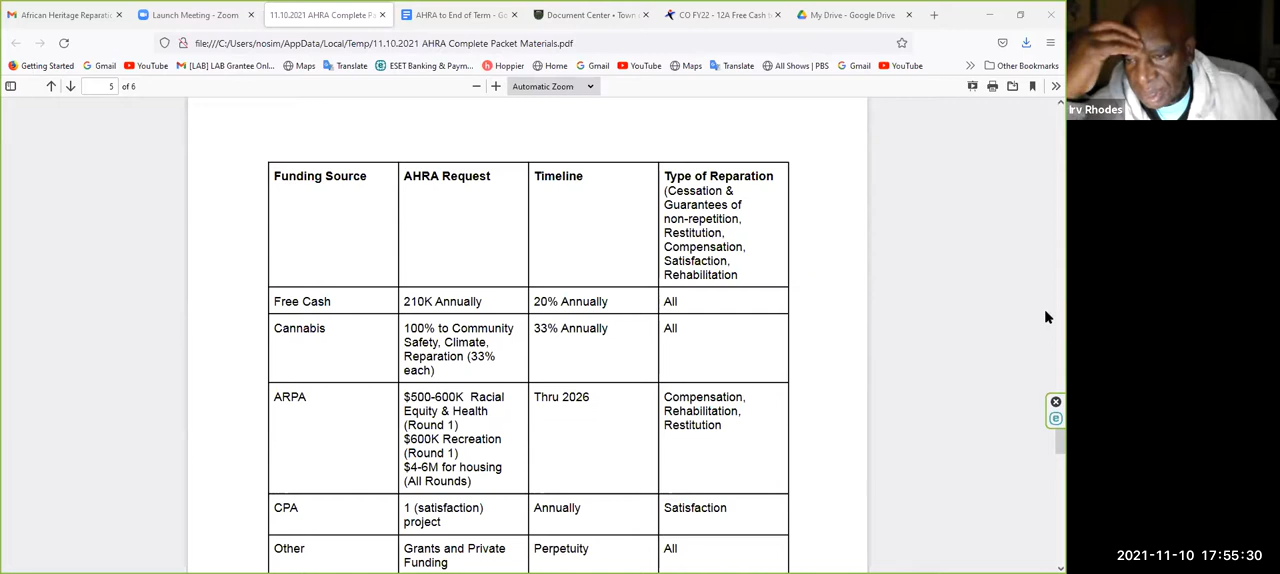 African Heritage Reparatio
Launch Meeting - Zoom
11.10.2021 AHRA Complete Pa
AHRA to End of Term - Go
Document Center • Town o
CO FY22 - 12A Free Cash t
My Drive - Google Drive
file:///C:/Users/nosim/AppData/Local/Temp/11.10.2021 AHRA Complete Packet Materials.pdf
Getting Started
Gmail
YouTube
[LAB] LAB Grantee Onl...
Maps
Translate
ESET Banking & Paym...
Hoppier
Home
Gmail
YouTube
Maps
Translate
All Shows | PBS
Gmail
YouTube
Other Bookmarks
5 of 6
Automatic Zoom
Irv Rhodes
Funding Source
AHRA Request
Timeline
Type of Reparation
(Cessation &
Guarantees of
non-repetition,
Restitution,
Compensation,
Satisfaction,
Rehabilitation
Free Cash
210K Annually
20% Annually
All
Cannabis
100% to Community
Safety, Climate,
Reparation (33%
each)
33% Annually
All
ARPA
$500-600K Racial
Equity & Health
(Round 1)
$600K Recreation
(Round 1)
$4-6M for housing
(All Rounds)
Thru 2026
Compensation,
Rehabilitation,
Restitution
CPA
1 (satisfaction)
project
Annually
Satisfaction
Other
Grants and Private
Funding
Perpetuity
All
2021-11-10 17:55:30